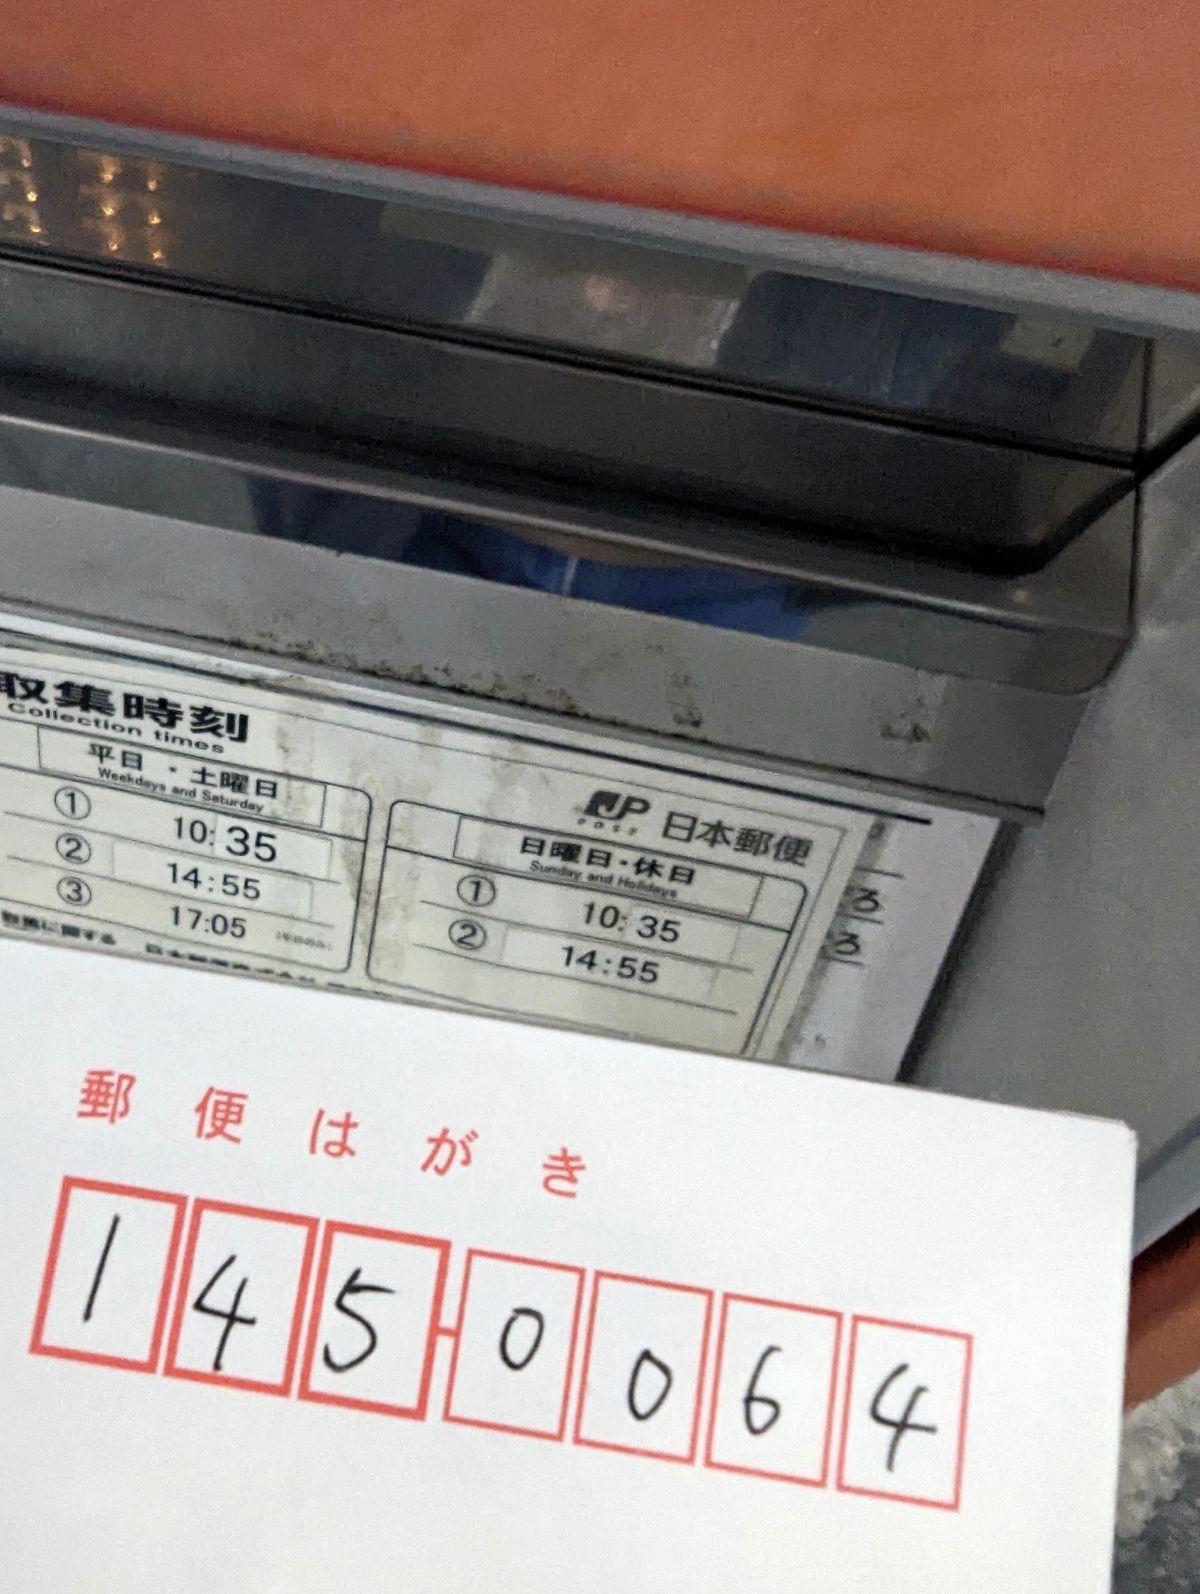 取集時刻
Collection times
平日・土曜日
Weekdays and Saturday
① 10:35
② 14:55
③ 17:05
JP
POST
日本郵便
日曜日・休日
Sunday and Holidays
① 10:35
② 14:55
郵便はがき
145-0064